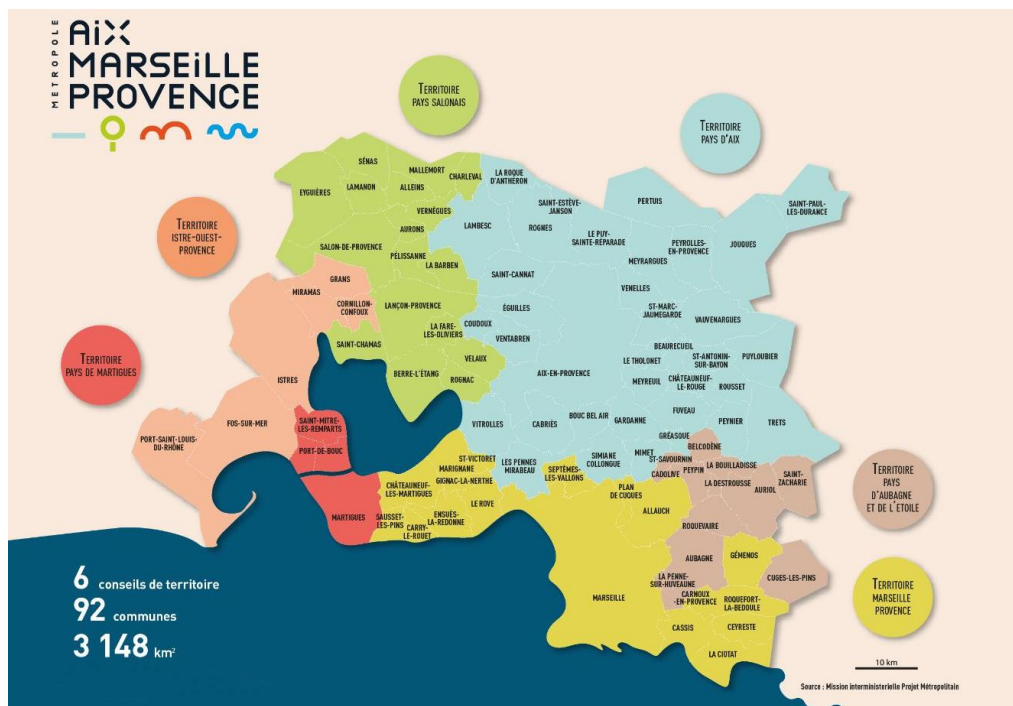 METROPOLE
AIX
MARSEILLE
PROVENCE
TERRITOIRE
PAYS SALONAIS
TERRITOIRE
PAYS D'AIX
TERRITOIRE
ISTRE-OUEST-
PROVENCE
TERRITOIRE
PAYS DE MARTIGUES
TERRITOIRE
PAYS
D'AUBAGNE
ET DE L'ÉTOILE
TERRITOIRE
MARSEILLE
PROVENCE
SÉNAS
MALLEMORT
CHARLEVAL
EYGUIÈRES
LAMANON
ALLEINS
VERNÈGUES
AURONS
SALON-DE-PROVENCE
PÉLISSANNE
LA BARBEN
LANÇON-PROVENCE
LA FARE-
LES-OLIVIERS
SAINT-CHAMAS
BERRE-L'ÉTANG
VELAUX
ROGNAC
GRANS
MIRAMAS
CORNILLON-
CONFOUX
ISTRES
FOS-SUR-MER
PORT-SAINT-LOUIS-
DU-RHÔNE
SAINT-MITRE-
LES-REMPARTS
PORT-DE-BOUC
MARTIGUES
LA ROQUE
D'ANTHÉRON
SAINT-ESTÈVE-
JANSON
PERTUIS
SAINT-PAUL-
LES-DURANCE
LAMBESC
ROGNES
LE PUY-
SAINTE-RÉPARADE
PEYROLLES-
EN-PROVENCE
JOUQUES
MEYRARGUES
SAINT-CANNAT
VENELLES
ÉGUILLES
ST-MARC-
JAUMEGARDE
VAUVENARGUES
COUDOUX
VENTABREN
BEAURECUEIL
LE THOLONET
ST-ANTONIN-
SUR-BAYON
PUYLOUBIER
AIX-EN-PROVENCE
MEYREUIL
CHÂTEAUNEUF-
LE-ROUGE
ROUSSET
VITROLLES
CABRIÈS
BOUC BEL AIR
GARDANNE
FUVEAU
PEYNIER
TRETS
GRÉASQUE
LES PENNES
MIRABEAU
SIMIANE
COLLONGUE
MIMET
BELCODÈNE
ST-SAVOURNIN
CADOLIVE
PEYPIN
LA BOUILLADISSE
LA DESTROUSSE
AURIOL
SAINT-
ZACHARIE
ROQUEVAIRE
AUBAGNE
LA PENNE-
SUR-HUVEAUNE
CUGES-LES-PINS
ST-VICTORET
MARIGNANE
GIGNAC-LA-NERTHE
CHÂTEAUNEUF-
LES-MARTIGUES
LE ROVE
SAUSSET-
LES-PINS
CARRY-
LE-ROUET
ENSUÈS-
LA-REDONNE
SEPTÈMES-
LES-VALLONS
PLAN
DE CUQUES
ALLAUCH
MARSEILLE
GÉMENOS
CARNOUX
-EN-PROVENCE
ROQUEFORT-
LA-BEDOULE
CASSIS
CEYRESTE
LA CIOTAT
6 conseils de territoire
92 communes
3 148 km²
10 km
Source : Mission interministerielle Projet Métropolitain